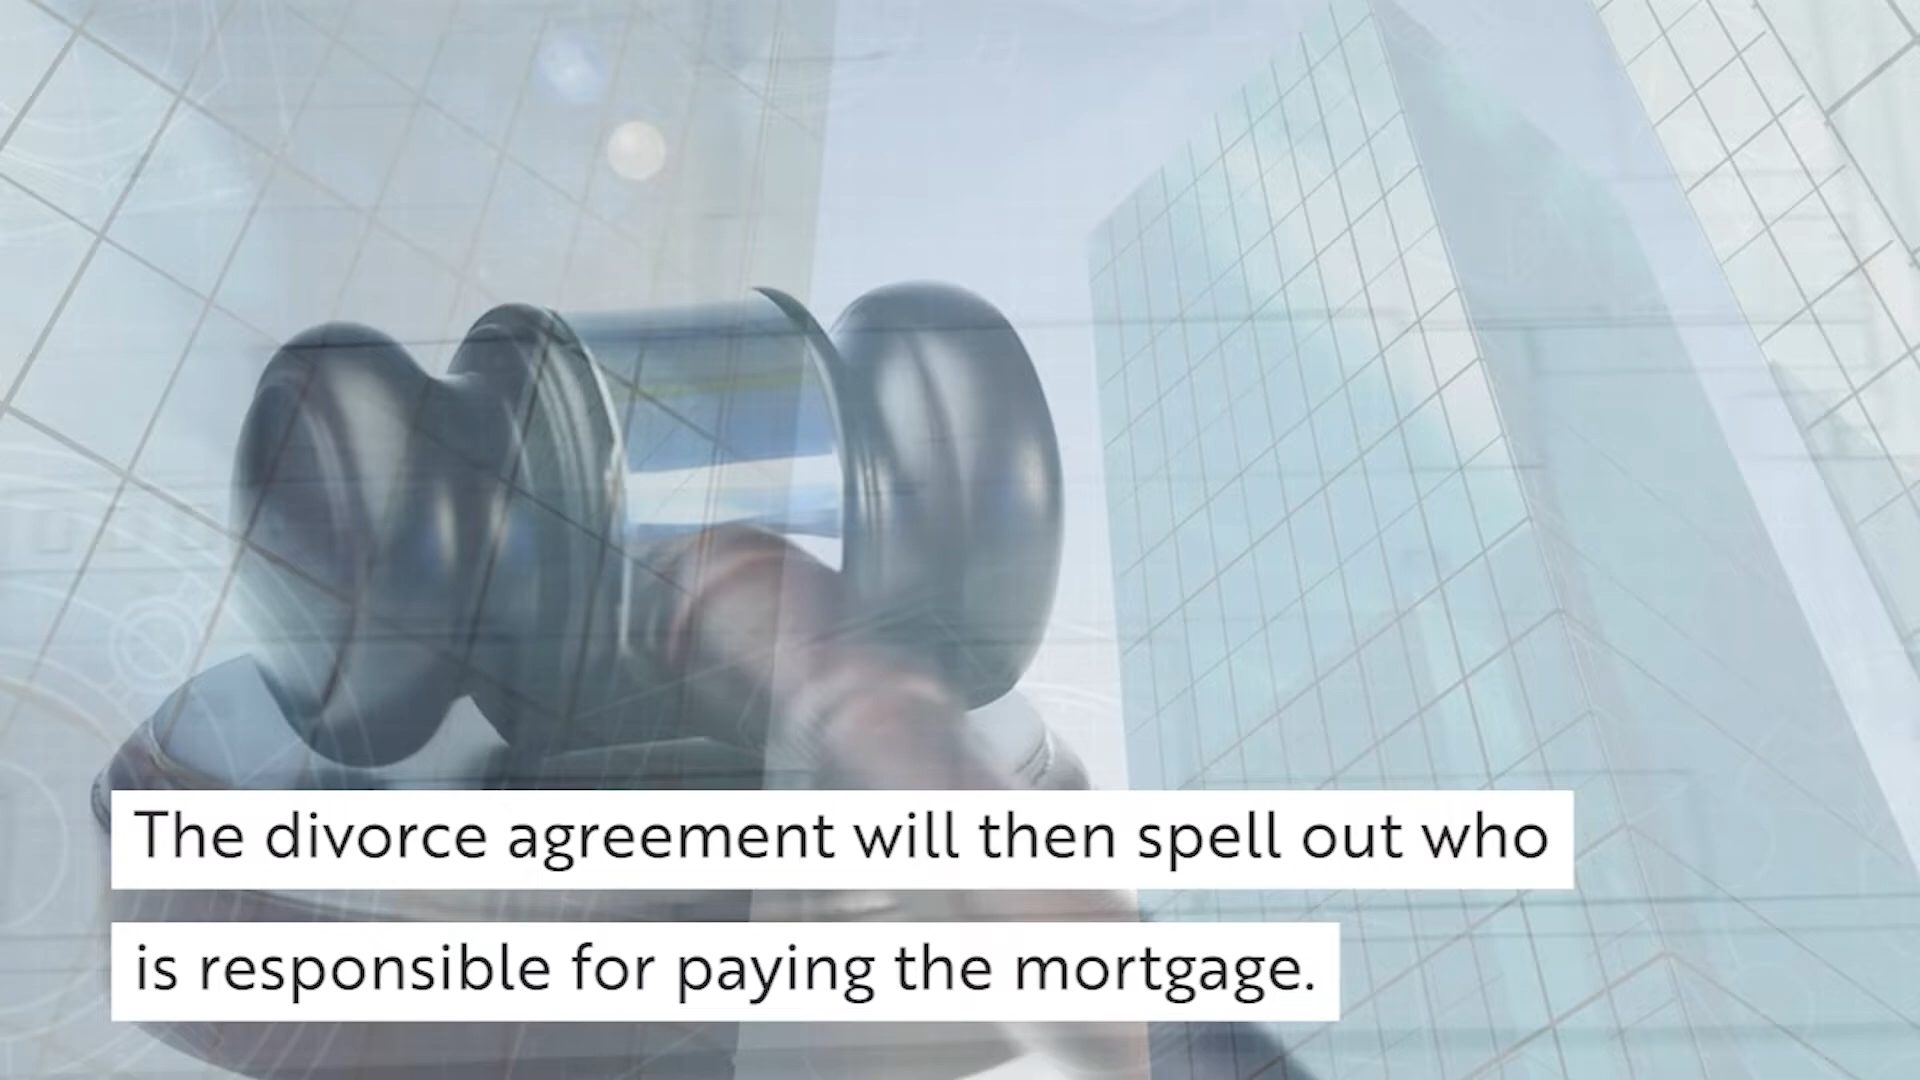 The divorce agreement will then spell out who
is responsible for paying the mortgage.